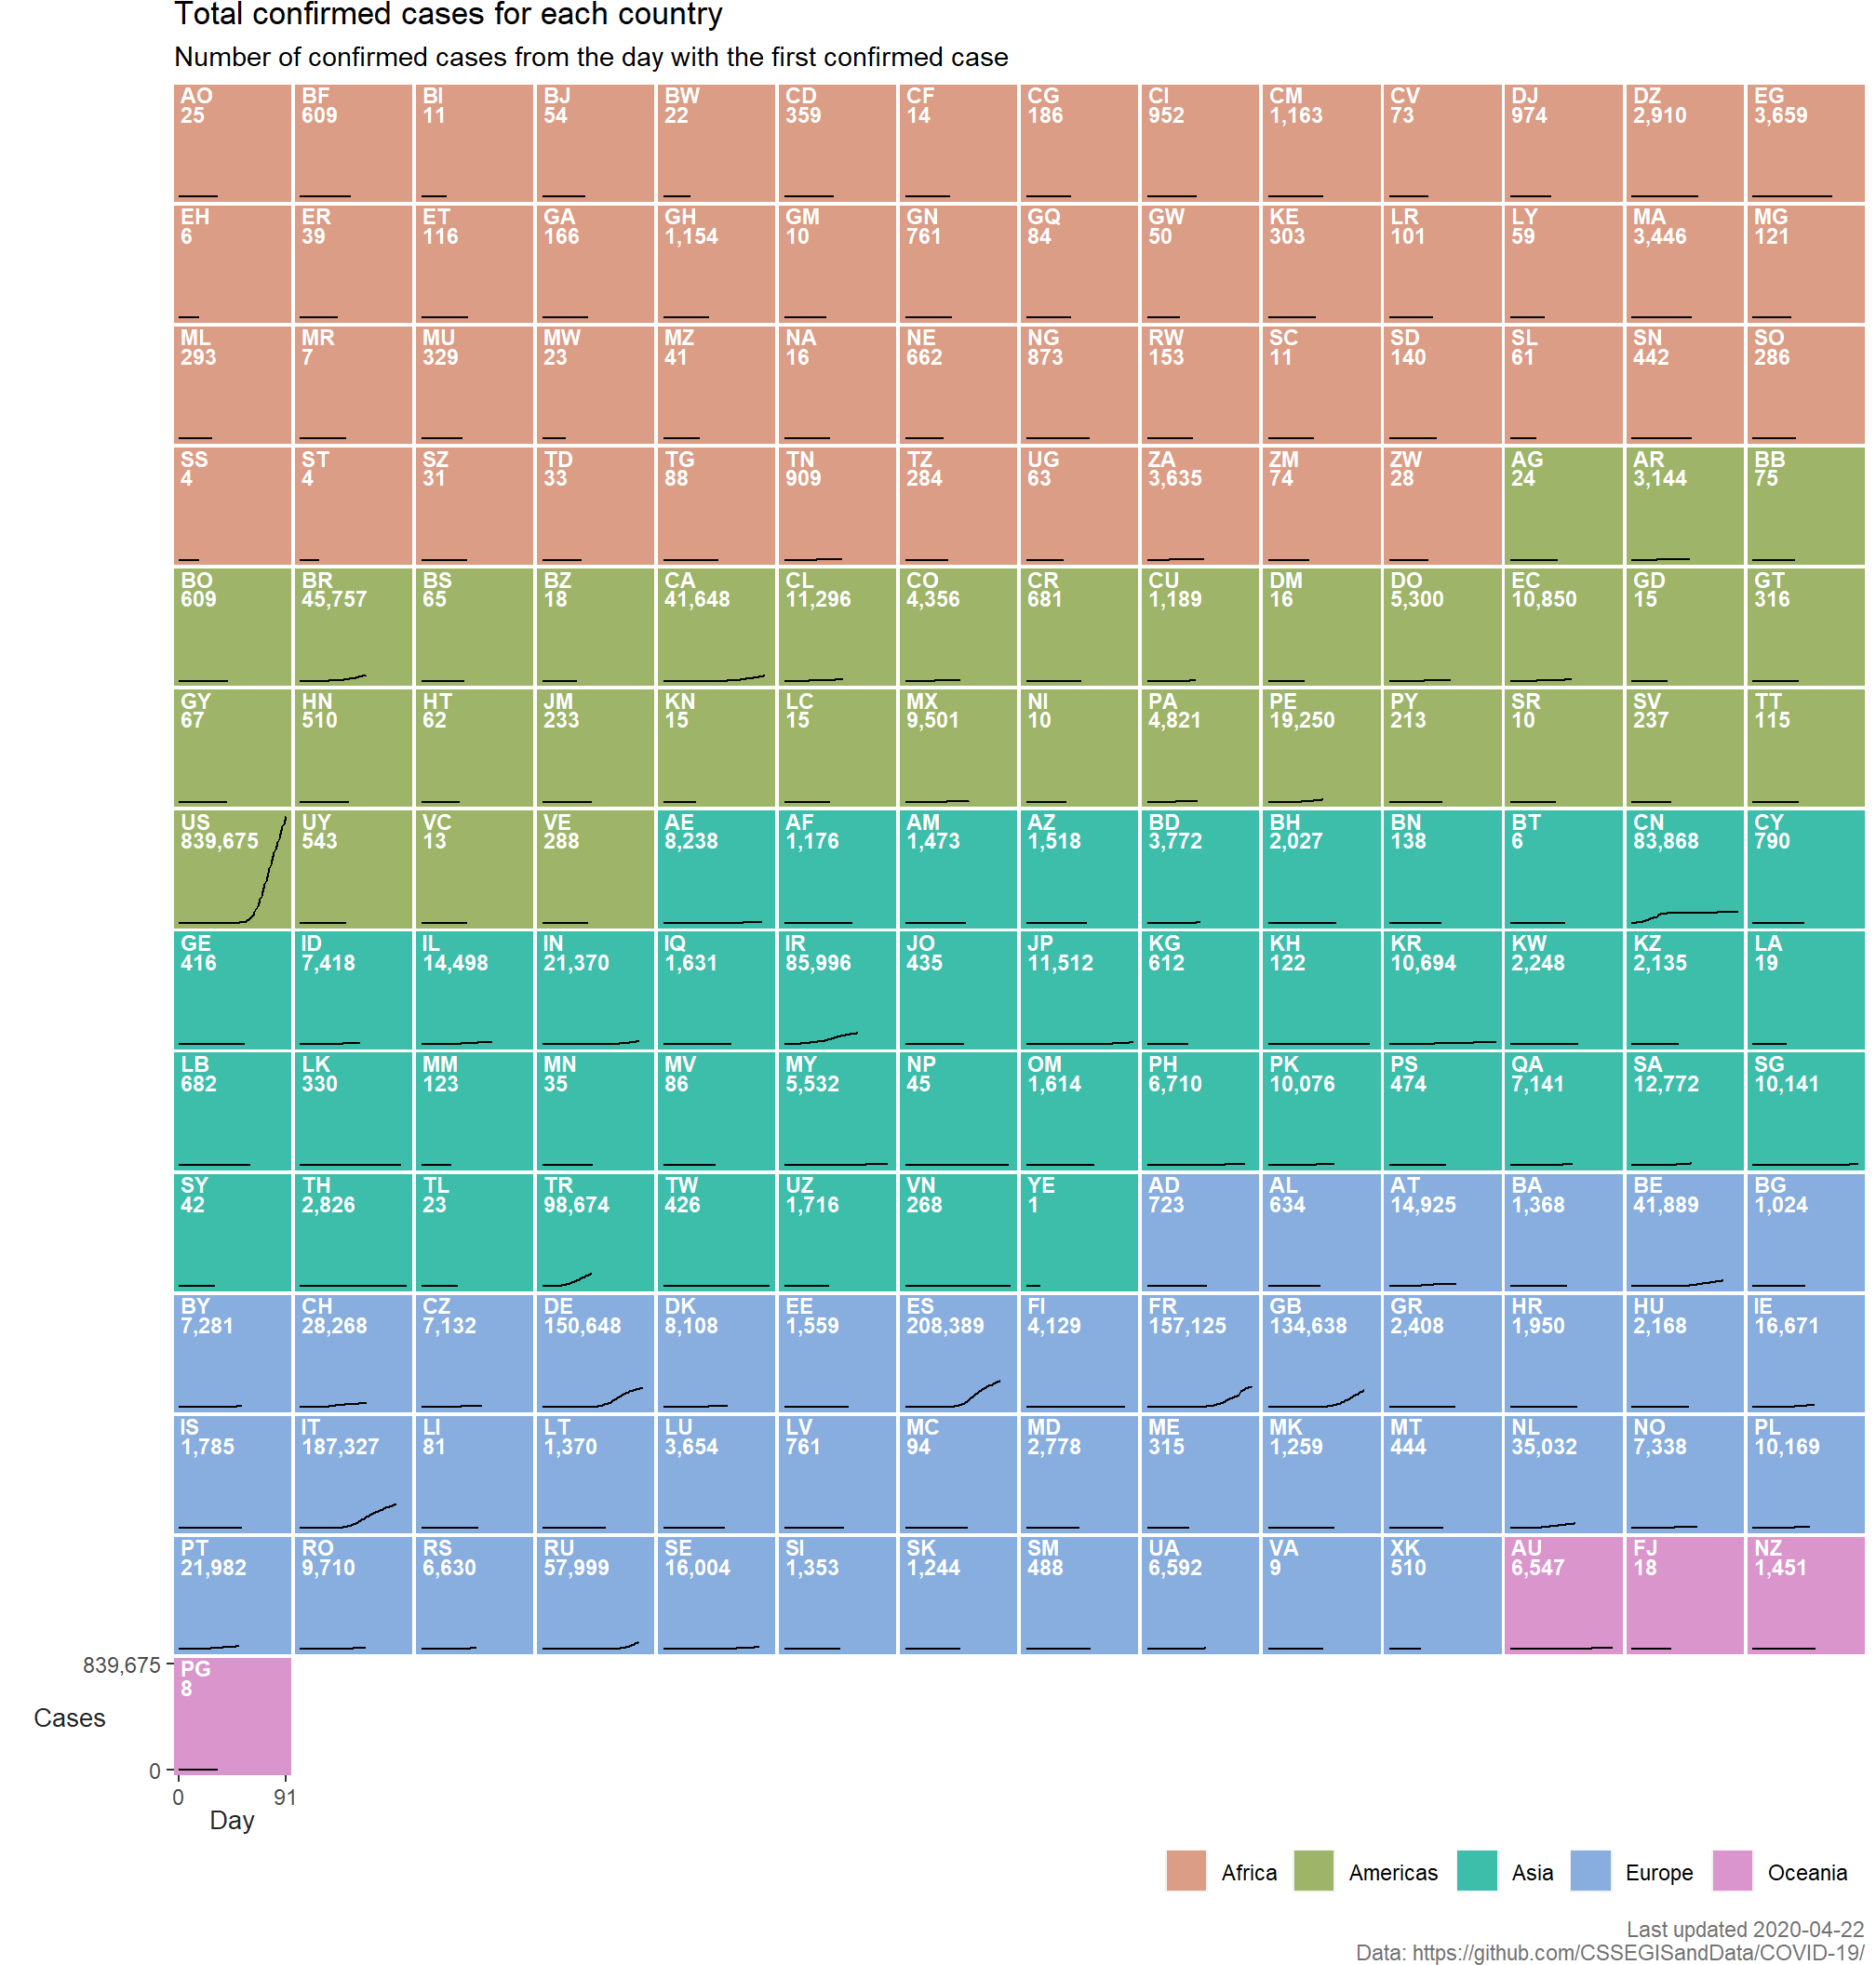 Total confirmed cases for each country
Number of confirmed cases from the day with the first confirmed case
AO BF BI BJ BW CD CF CG CI CM CV DJ DZ EG
25 609 11 54 22 359 14 186 952 1,163 73 974 2,910 3,659
EH ER ET GA GH GM GN GQ GW KE LR LY MA MG
6 39 116 166 1,154 10 761 84 50 303 101 59 3,446 121
ML MR MU MW MZ NA NE NG RW SC SD SL SN SO
293 7 329 23 41 16 662 873 153 11 140 61 442 286
SS ST SZ TD TG TN TZ UG ZA ZM ZW AG AR BB
4 4 31 33 88 909 284 63 3,635 74 28 24 3,144 75
BO BR BS BZ CA CL CO CR CU DM DO EC GD GT
609 45,757 65 18 41,648 11,296 4,356 681 1,189 16 5,300 10,850 15 316
GY HN HT JM KN LC MX NI PA PE PY SR SV TT
67 510 62 233 15 15 9,501 10 4,821 19,250 213 10 237 115
US UY VC VE AE AF AM AZ BD BH BN BT CN CY
839,675 543 13 288 8,238 1,176 1,473 1,518 3,772 2,027 138 6 83,868 790
GE ID IL IN IQ IR JO JP KG KH KR KW KZ LA
416 7,418 14,498 21,370 1,631 85,996 435 11,512 612 122 10,694 2,248 2,135 19
LB LK MM MN MV MY NP OM PH PK PS QA SA SG
682 330 123 35 86 5,532 45 1,614 6,710 10,076 474 7,141 12,772 10,141
SY TH TL TR TW UZ VN YE AD AL AT BA BE BG
42 2,826 23 98,674 426 1,716 268 1 723 634 14,925 1,368 41,889 1,024
BY CH CZ DE DK EE ES FI FR GB GR HR HU IE
7,281 28,268 7,132 150,648 8,108 1,559 208,389 4,129 157,125 134,638 2,408 1,950 2,168 16,671
IS IT LI LT LU LV MC MD ME MK MT NL NO PL
1,785 187,327 81 1,370 3,654 761 94 2,778 315 1,259 444 35,032 7,338 10,169
PT RO RS RU SE SI SK SM UA VA XK AU FJ NZ
21,982 9,710 6,630 57,999 16,004 1,353 1,244 488 6,592 9 510 6,547 18 1,451
839,675 PG
8
Cases
0
0 91
Day
Africa Americas Asia Europe Oceania
Last updated 2020-04-22
Data: https://github.com/CSSEGISandData/COVID-19/